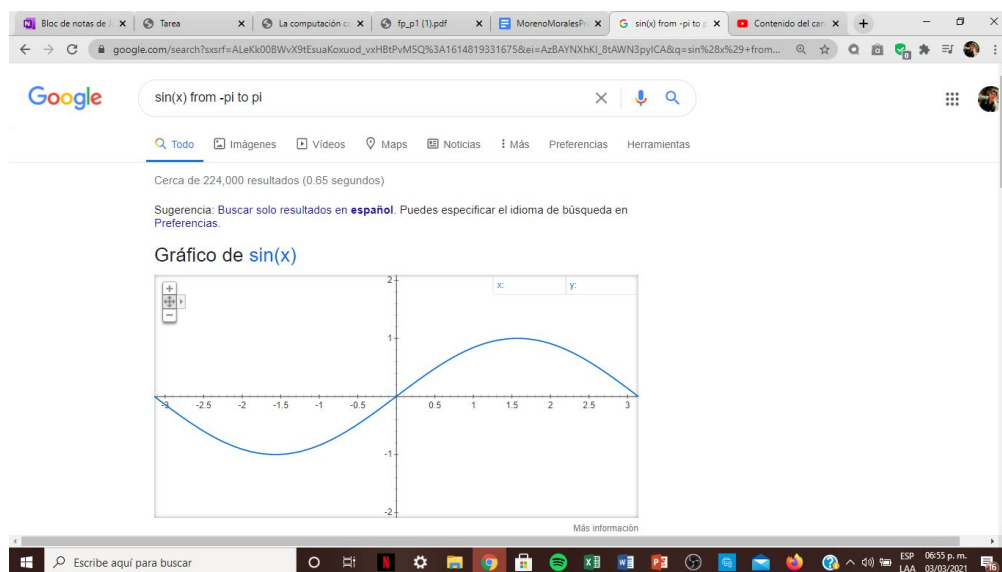 Bloc de notas de J
Tarea
La computación co
fp_p1 (1).pdf
MorenoMoralesPr
sin(x) from -pi to p
Contenido del can
google.com/search?sxsrf=ALeKk00BWvX9tEsuaKoxuod_vxHBtPvM5Q%3A1614819331675&ei=AzBAYNXhKI_8tAWN3pyICA&q=sin%28x%29+from...
Google
sin(x) from -pi to pi
Todo Imágenes Vídeos Maps Noticias Más Preferencias Herramientas
Cerca de 224,000 resultados (0.65 segundos)
Sugerencia: Buscar solo resultados en español. Puedes especificar el idioma de búsqueda en
Preferencias.
Gráfico de sin(x)
x: y:
2
1
-3 -2.5 -2 -1.5 -1 -0.5 0.5 1 1.5 2 2.5 3
-1
-2
Más información
Escribe aquí para buscar
ESP 06:55 p. m.
LAA 03/03/2021
16